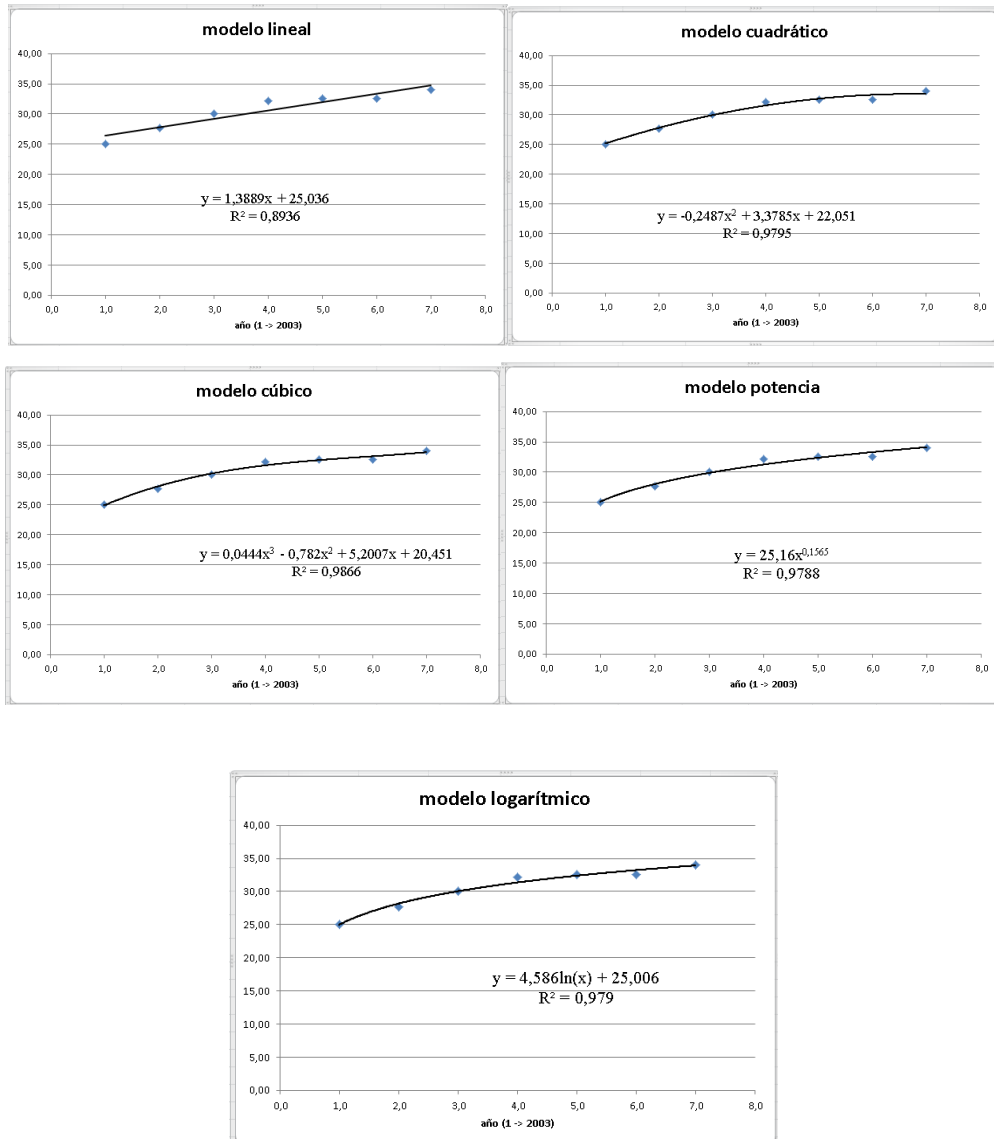 modelo lineal
40,00
35,00
30,00
25,00
20,00
15,00
10,00
5,00
0,00
y = 1,3889x + 25,036
R² = 0,8936
0,0 1,0 2,0 3,0 4,0 5,0 6,0 7,0 8,0
año (1 -> 2003)
modelo cuadrático
40,00
35,00
30,00
25,00
20,00
15,00
10,00
5,00
0,00
y = -0,2487x² + 3,3785x + 22,051
R² = 0,9795
0,0 1,0 2,0 3,0 4,0 5,0 6,0 7,0 8,0
año (1 -> 2003)
modelo cúbico
40,00
35,00
30,00
25,00
20,00
15,00
10,00
5,00
0,00
y = 0,0444x³ - 0,782x² + 5,2007x + 20,451
R² = 0,9866
0,0 1,0 2,0 3,0 4,0 5,0 6,0 7,0 8,0
año (1 -> 2003)
modelo potencia
40,00
35,00
30,00
25,00
20,00
15,00
10,00
5,00
0,00
y = 25,16x^0,1565
R² = 0,9788
0,0 1,0 2,0 3,0 4,0 5,0 6,0 7,0 8,0
año (1 -> 2003)
modelo logarítmico
40,00
35,00
30,00
25,00
20,00
15,00
10,00
5,00
0,00
y = 4,586ln(x) + 25,006
R² = 0,979
0,0 1,0 2,0 3,0 4,0 5,0 6,0 7,0 8,0
año (1 -> 2003)